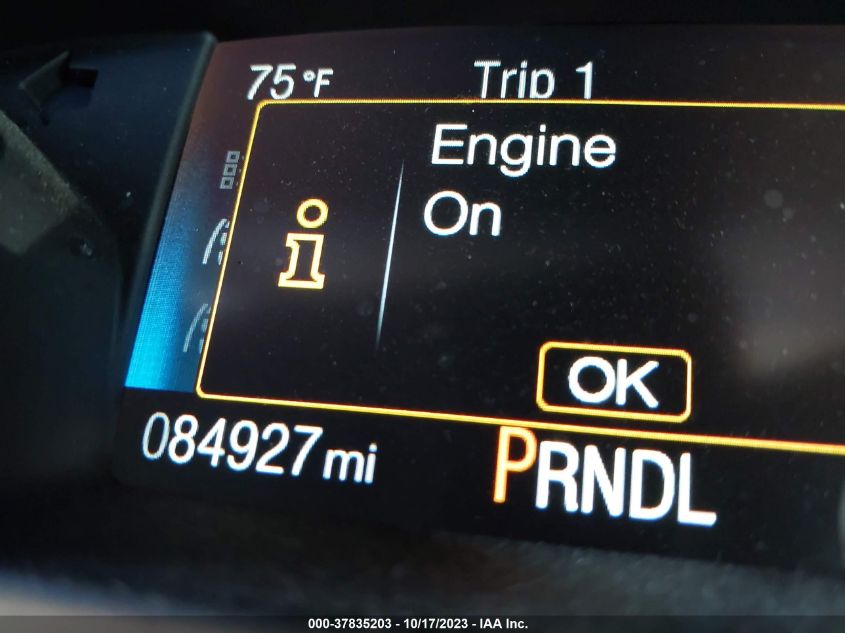 75°F Trip 1
Engine
On
i
OK
084927 mi PRNDL
000-37835203 - 10/17/2023 - IAA Inc.